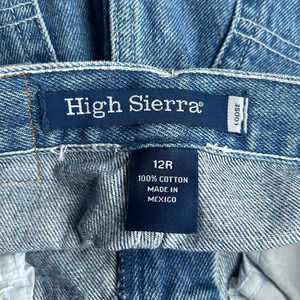 High Sierra®
LOOSE
12R
100% COTTON
MADE IN
MEXICO